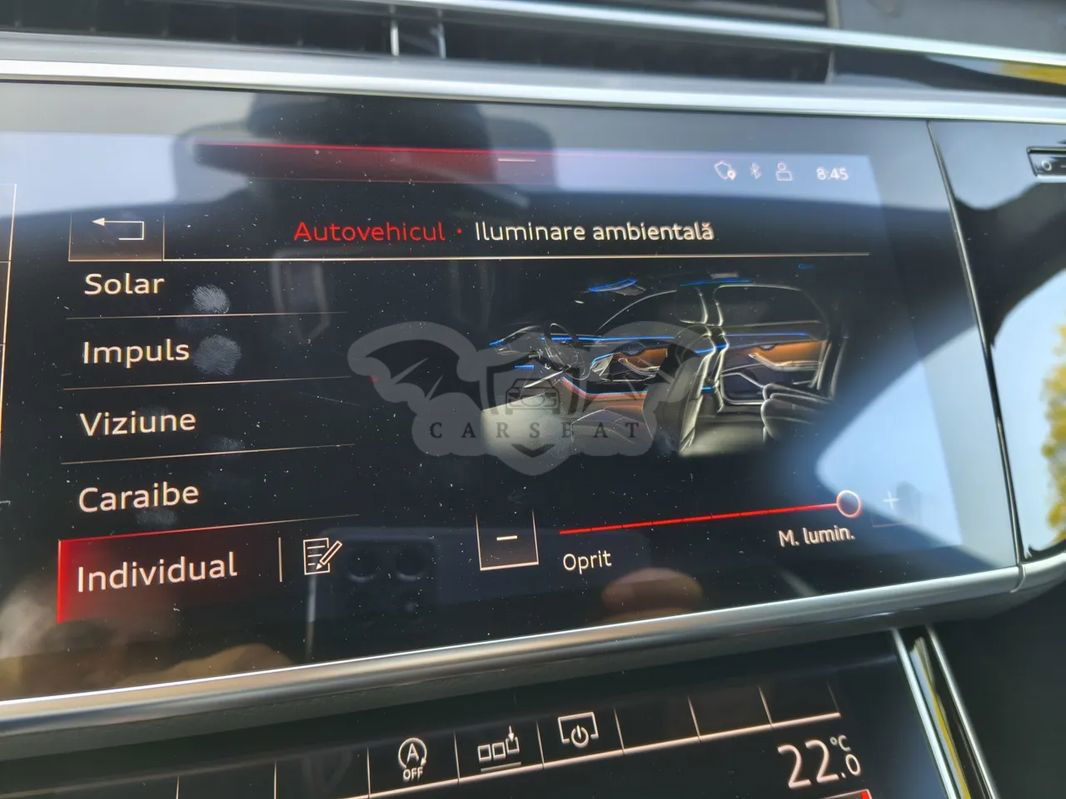 8:45
Autovehicul • Iluminare ambientală
Solar
Impuls
Viziune
Caraibe
Individual
CARSEAT
− +
Oprit
M. lumin.
A
OFF
22.0 °C